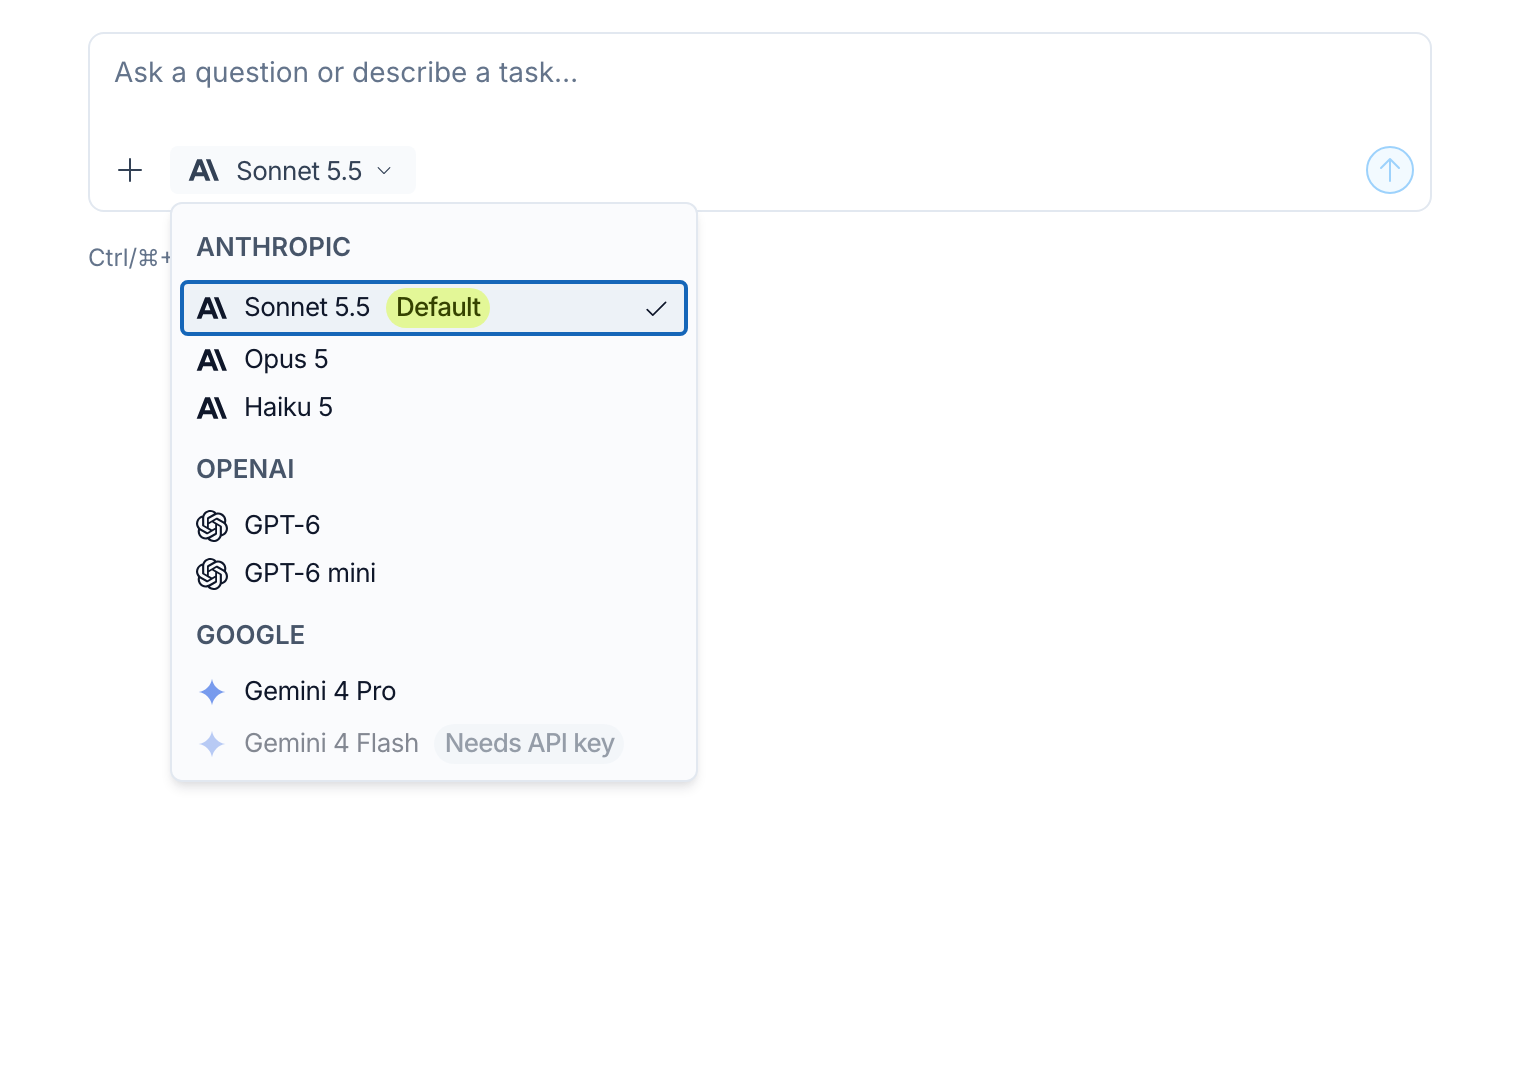 Ask a question or describe a task...
Sonnet 5.5
Ctrl/⌘+
ANTHROPIC
Sonnet 5.5 Default
Opus 5
Haiku 5
OPENAI
GPT-6
GPT-6 mini
GOOGLE
Gemini 4 Pro
Gemini 4 Flash Needs API key